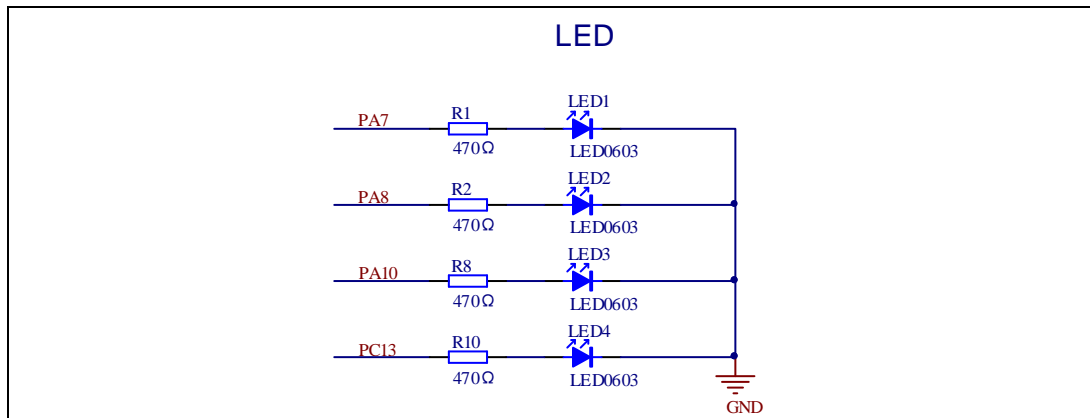 LED
LED1
PA7 R1
470Ω LED0603
LED2
PA8 R2
470Ω LED0603
LED3
PA10 R8
470Ω LED0603
LED4
PC13 R10
470Ω LED0603
GND